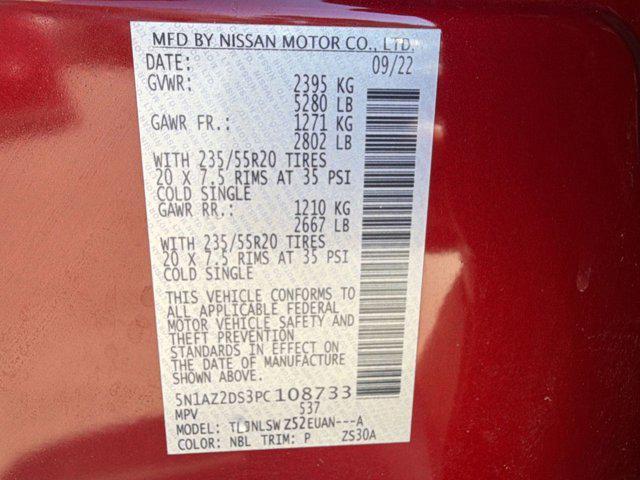 MFD BY NISSAN MOTOR CO., LTD.
DATE: 09/22
GVWR: 2395 KG
5280 LB
GAWR FR.: 1271 KG
2802 LB
WITH 235/55R20 TIRES
20 X 7.5 RIMS AT 35 PSI
COLD SINGLE
GAWR RR.: 1210 KG
2667 LB
WITH 235/55R20 TIRES
20 X 7.5 RIMS AT 35 PSI
COLD SINGLE
THIS VEHICLE CONFORMS TO
ALL APPLICABLE FEDERAL
MOTOR VEHICLE SAFETY AND
THEFT PREVENTION
STANDARDS IN EFFECT ON
THE DATE OF MANUFACTURE
SHOWN ABOVE.
5N1AZ2DS3PC108733
MPV 537
MODEL: Z52EUAN---A
COLOR: NBL TRIM: P ZS30A